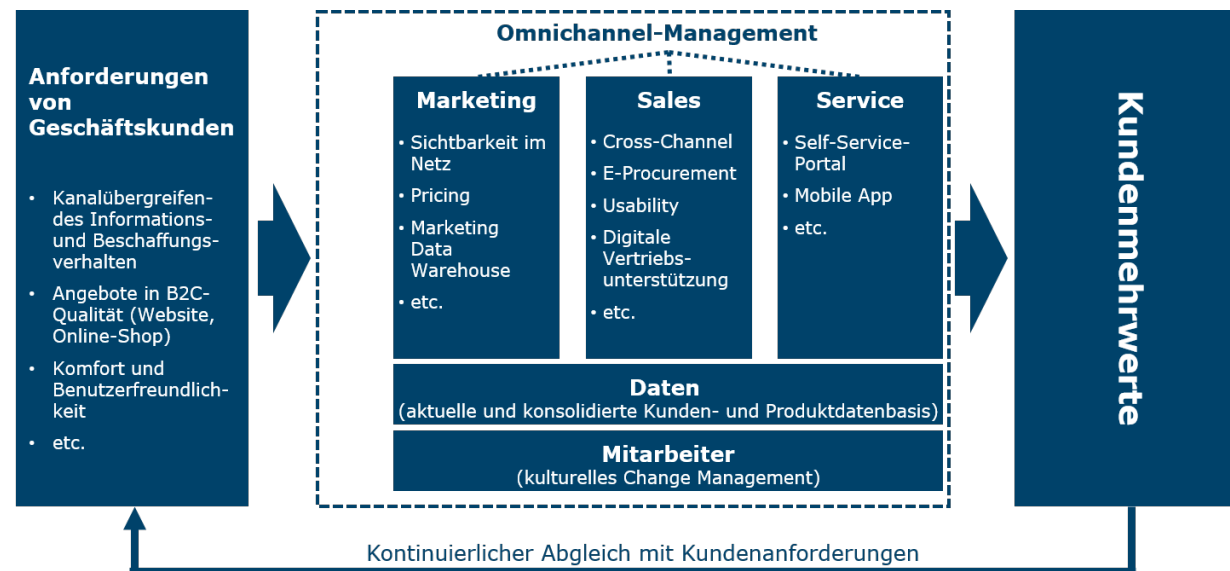 Anforderungen
von
Geschäftskunden
• Kanalübergreifen-
des Informations-
und Beschaffungs-
verhalten
• Angebote in B2C-
Qualität (Website,
Online-Shop)
• Komfort und
Benutzerfreundlich-
keit
• etc.
Omnichannel-Management
Marketing
• Sichtbarkeit im
Netz
• Pricing
• Marketing
Data
Warehouse
• etc.
Sales
• Cross-Channel
• E-Procurement
• Usability
• Digitale
Vertriebs-
unterstützung
• etc.
Service
• Self-Service-
Portal
• Mobile App
• etc.
Daten
(aktuelle und konsolidierte Kunden- und Produktdatenbasis)
Mitarbeiter
(kulturelles Change Management)
Kundenmehrwerte
Kontinuierlicher Abgleich mit Kundenanforderungen